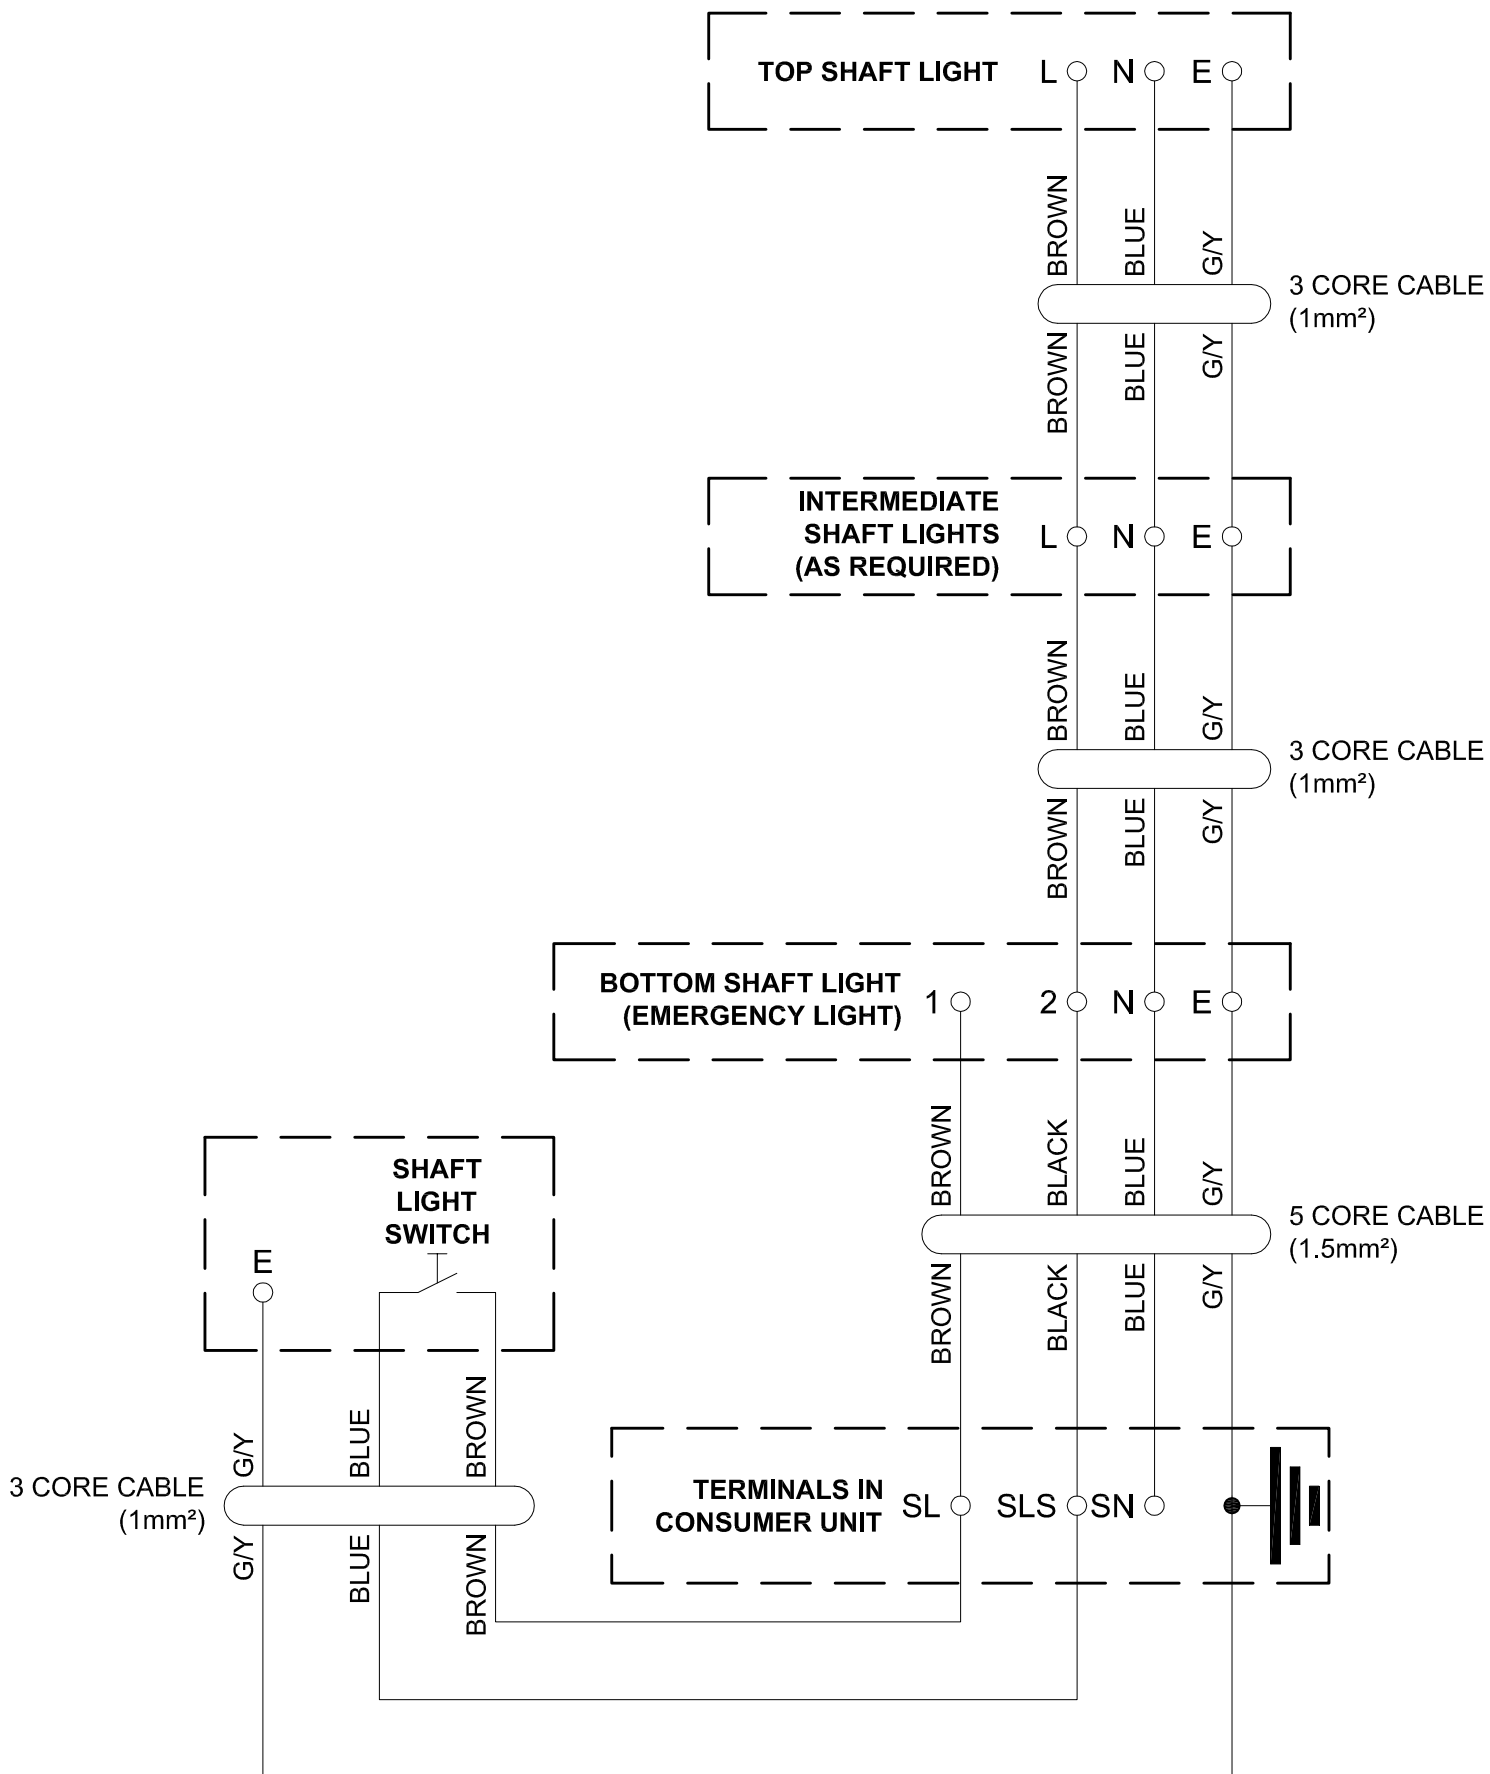 TOP SHAFT LIGHT L N E
BROWN BLUE G/Y
3 CORE CABLE
(1mm²)
BROWN BLUE G/Y
INTERMEDIATE
SHAFT LIGHTS
(AS REQUIRED)
L N E
BROWN BLUE G/Y
3 CORE CABLE
(1mm²)
BROWN BLUE G/Y
BOTTOM SHAFT LIGHT
(EMERGENCY LIGHT)
1 2 N E
BROWN BLACK BLUE G/Y
5 CORE CABLE
(1.5mm²)
BROWN BLACK BLUE G/Y
SHAFT
LIGHT
SWITCH
E
G/Y BLUE BROWN
3 CORE CABLE
(1mm²)
G/Y BLUE BROWN
TERMINALS IN
CONSUMER UNIT
SL SLS SN